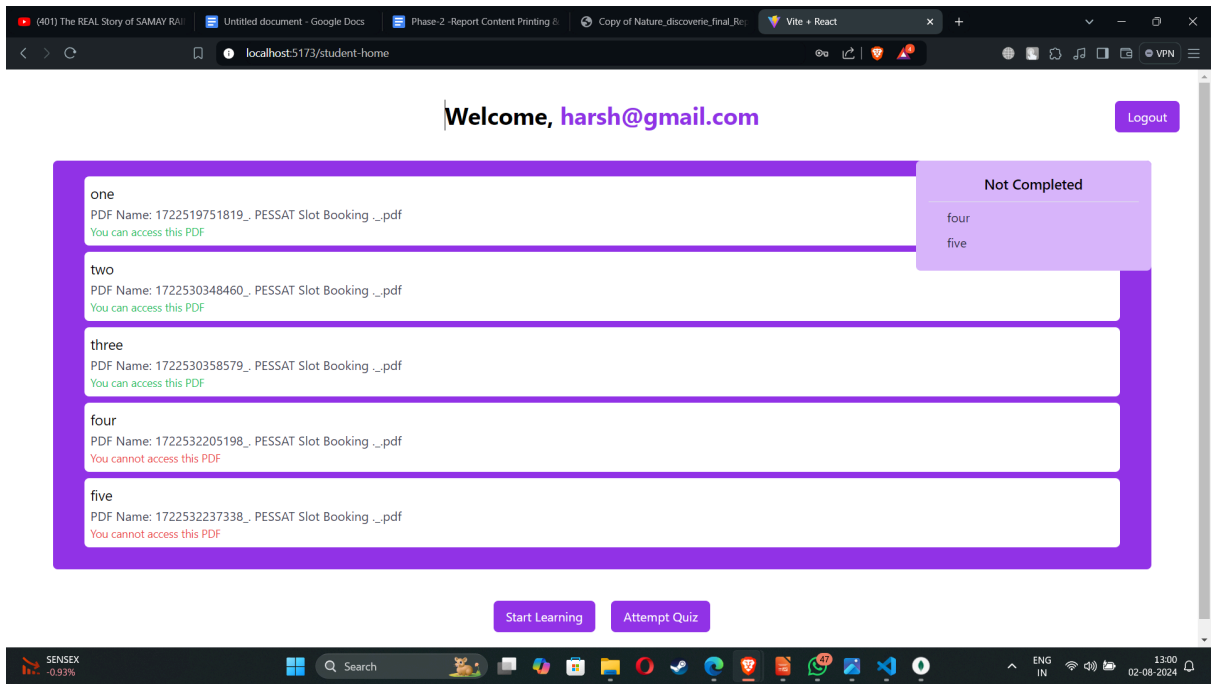 (401) The REAL Story of SAMAY RAI
Untitled document - Google Docs
Phase-2 -Report Content Printing &
Copy of Nature_discoverie_final_Rep
Vite + React
localhost:5173/student-home
4
VPN
Welcome, harsh@gmail.com
Logout
one
PDF Name: 1722519751819_. PESSAT Slot Booking ._.pdf
You can access this PDF
two
PDF Name: 1722530348460_. PESSAT Slot Booking ._.pdf
You can access this PDF
three
PDF Name: 1722530358579_. PESSAT Slot Booking ._.pdf
You can access this PDF
four
PDF Name: 1722532205198_. PESSAT Slot Booking ._.pdf
You cannot access this PDF
five
PDF Name: 1722532237338_. PESSAT Slot Booking ._.pdf
You cannot access this PDF
Not Completed
four
five
Start Learning
Attempt Quiz
SENSEX
-0.93%
Search
47
ENG
IN
13:00
02-08-2024